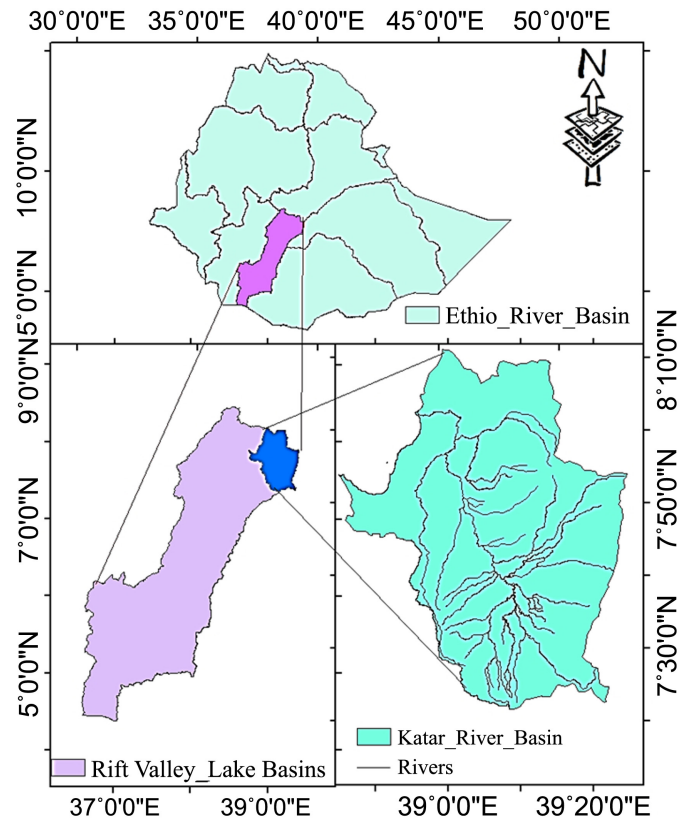 30°0'0"E 35°0'0"E 40°0'0"E 45°0'0"E 50°0'0"E
N
10°0'0"N
5°0'0"N
Ethio_River_Basin
9°0'0"N
7°0'0"N
5°0'0"N
8°10'0"N
7°50'0"N
7°30'0"N
Katar_River_Basin
Rivers
Rift Valley_Lake Basins
37°0'0"E 39°0'0"E 39°0'0"E 39°20'0"E